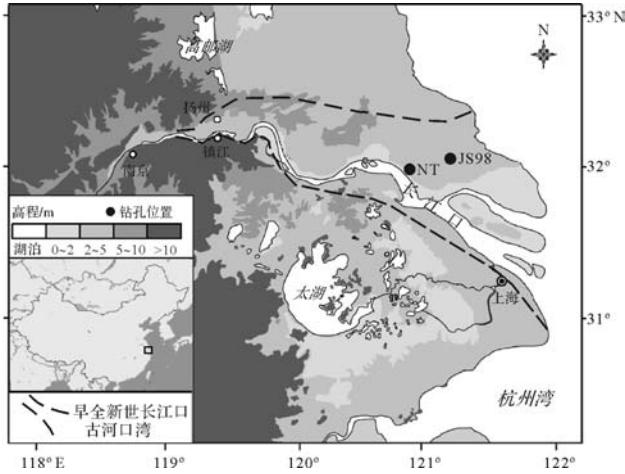 33°N
高邮湖
N
扬州
镇江
南京
NT
JS98
32°
高程/m
钻孔位置
湖泊 0~2 2~5 5~10 >10
太湖
上海
31°
杭州湾
早全新世长江口
古河口湾
118°E 119° 120° 121° 122°